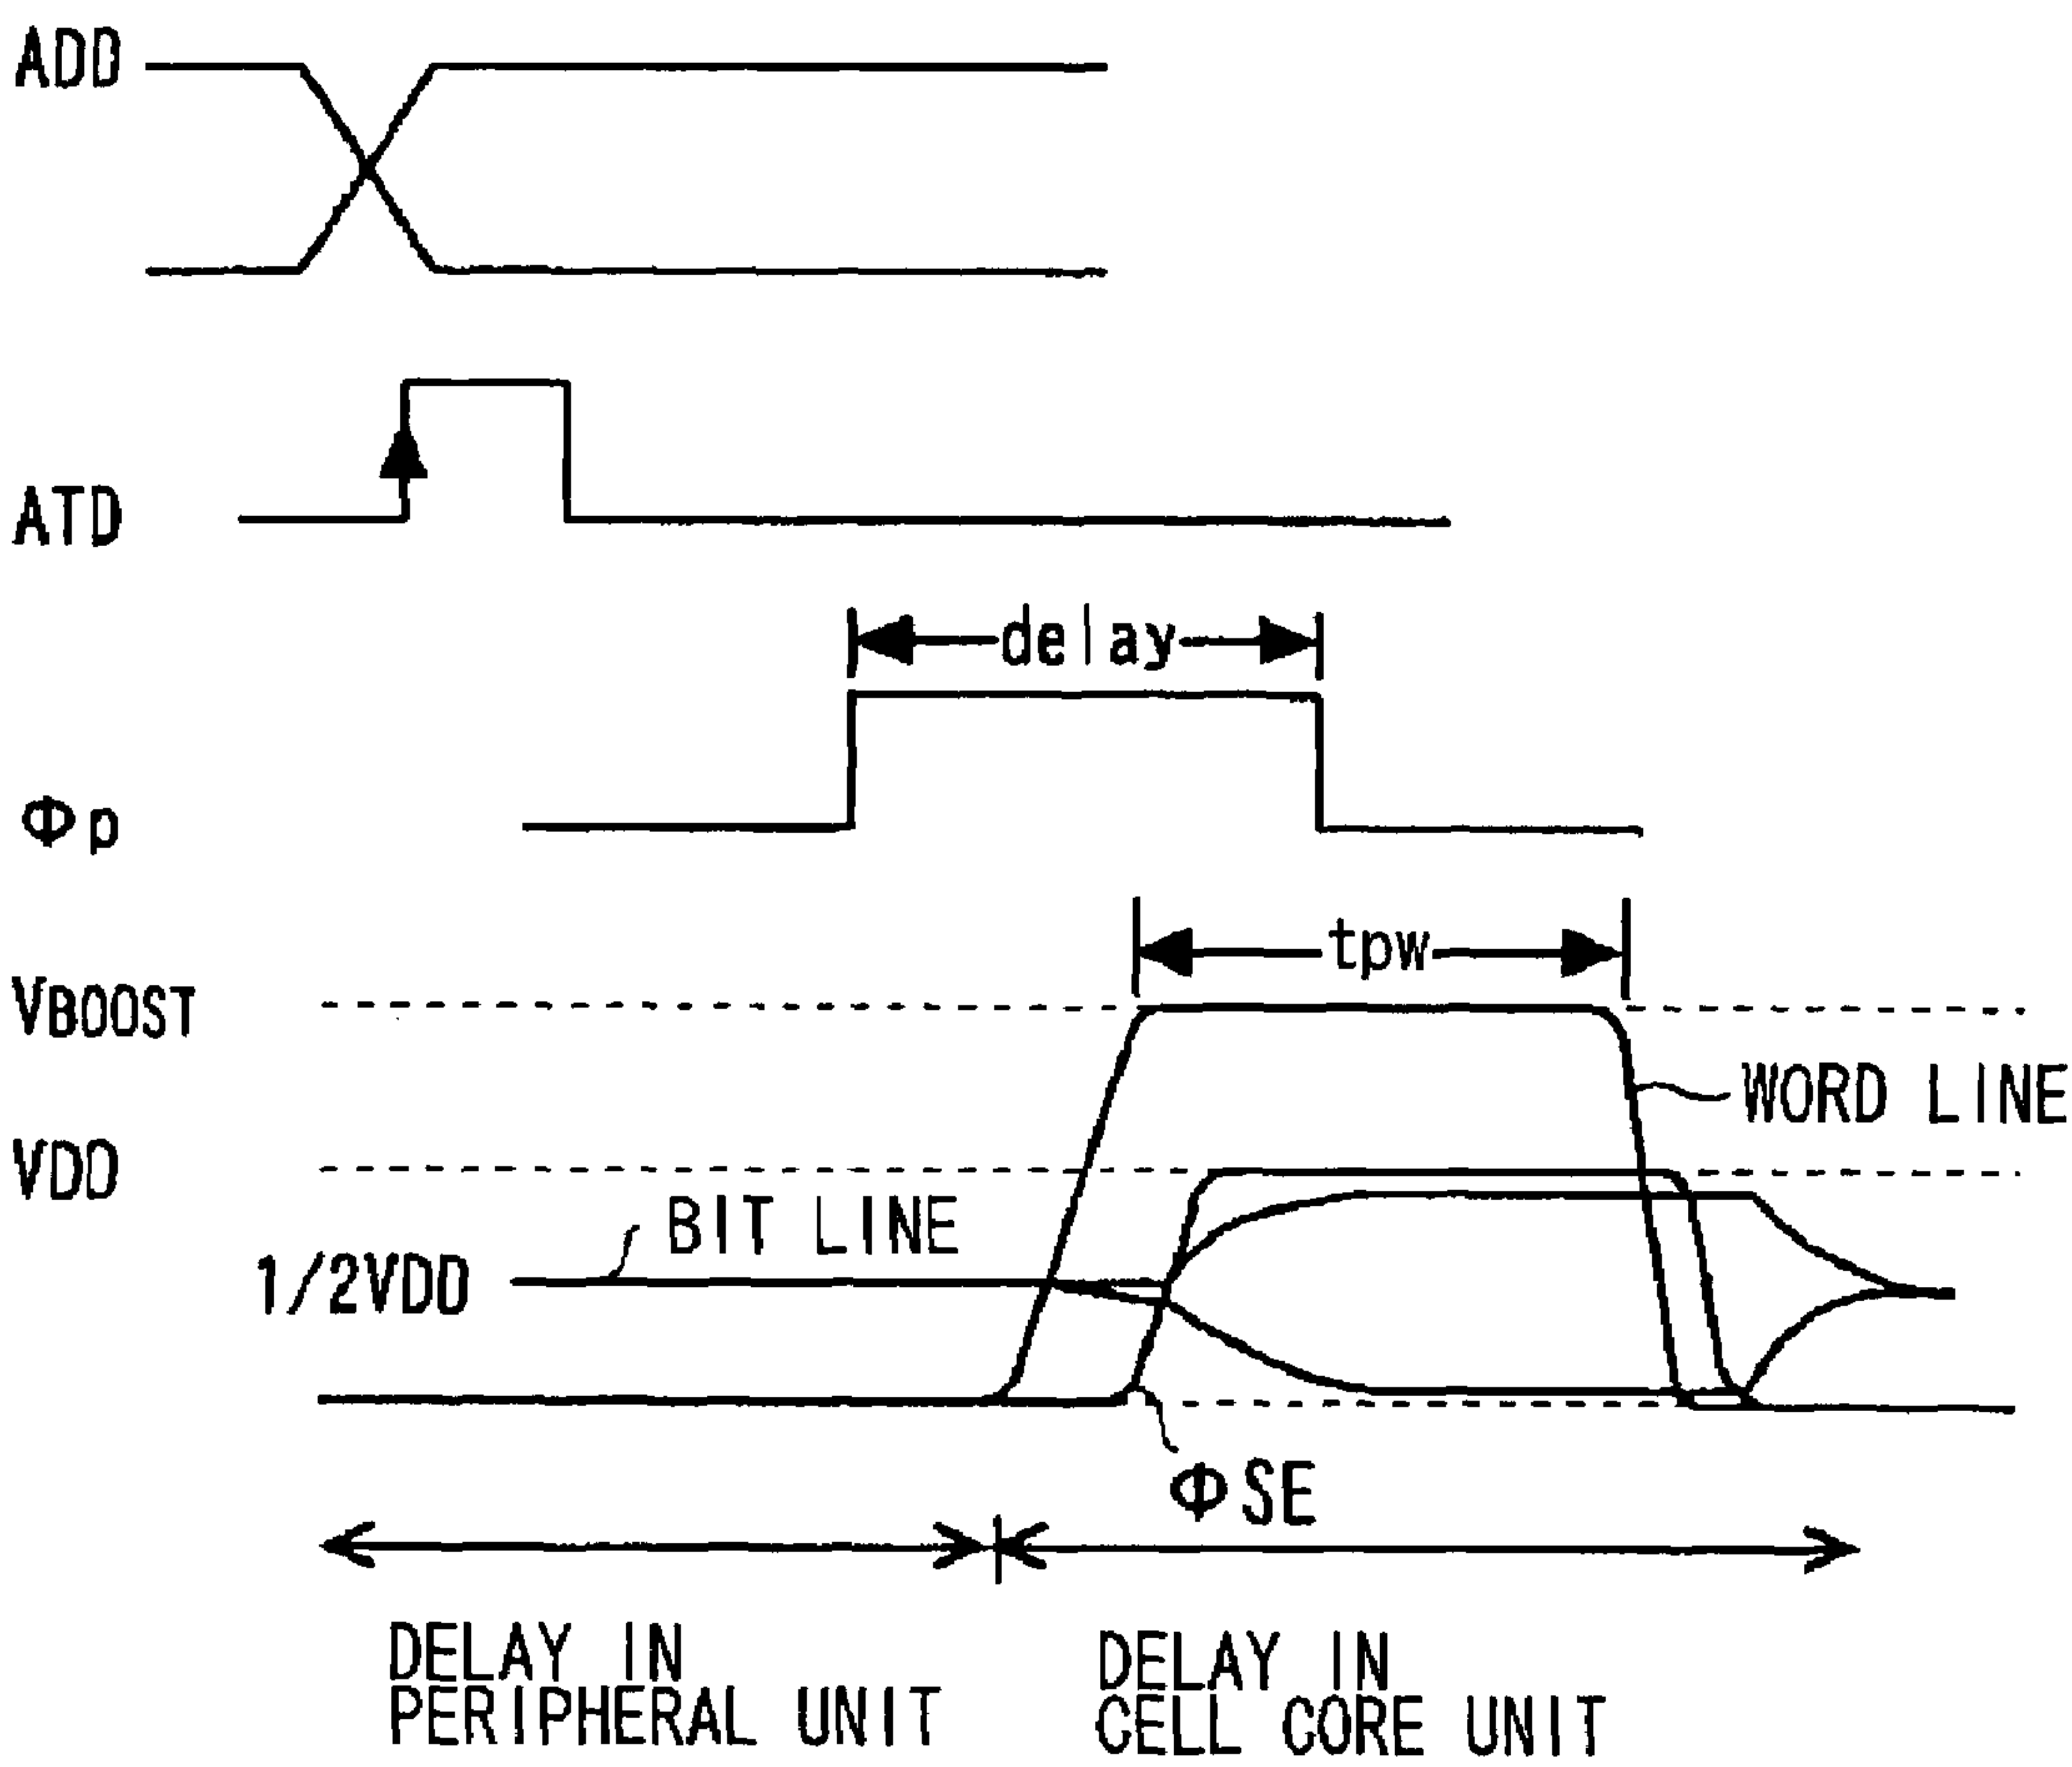 ADD
ATD
delay
Φp
tpw
VBOOST
WORD LINE
VDD
BIT LINE
1/2VDD
ΦSE
DELAY IN
PERIPHERAL UNIT
DELAY IN
CELL CORE UNIT